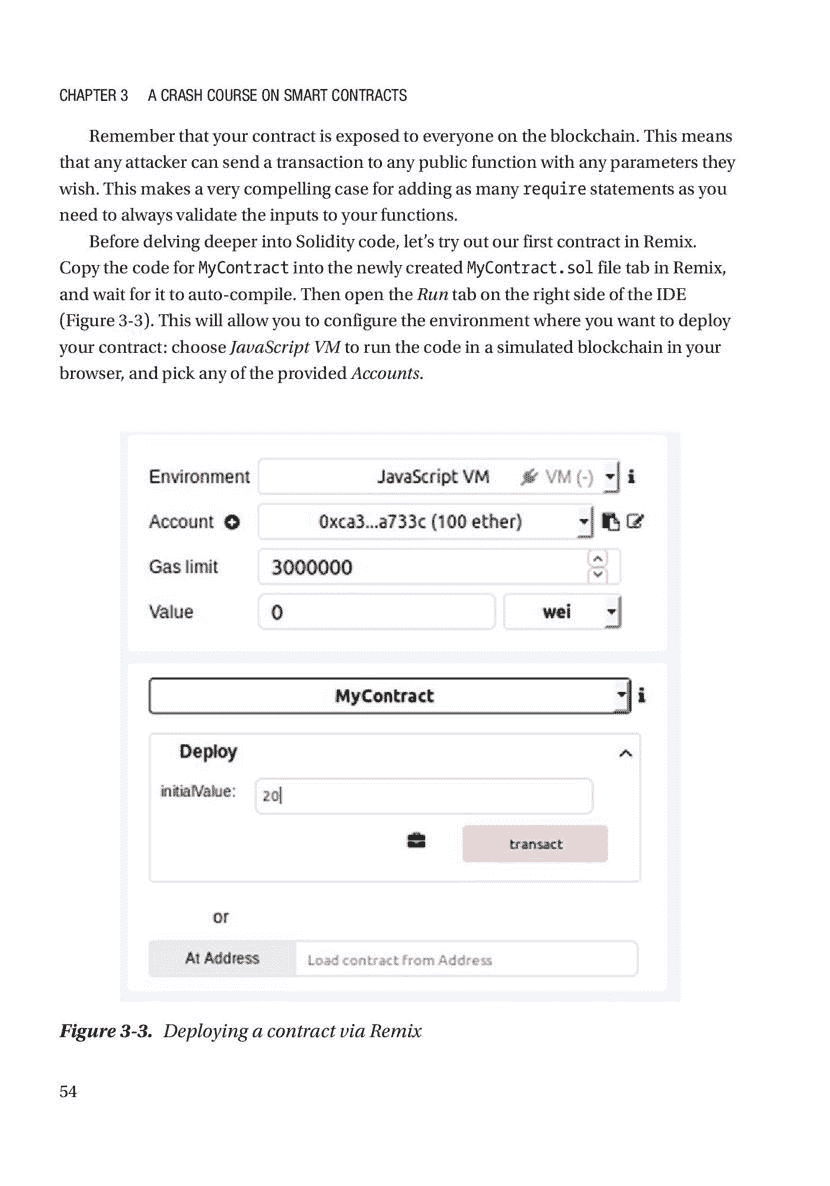 CHAPTER 3 A CRASH COURSE ON SMART CONTRACTS
Remember that your contract is exposed to everyone on the blockchain. This means
that any attacker can send a transaction to any public function with any parameters they
wish. This makes a very compelling case for adding as many require statements as you
need to always validate the inputs to your functions.
Before delving deeper into Solidity code, let’s try out our first contract in Remix.
Copy the code for MyContract into the newly created MyContract.sol file tab in Remix,
and wait for it to auto-compile. Then open the Run tab on the right side of the IDE
(Figure 3-3). This will allow you to configure the environment where you want to deploy
your contract: choose JavaScript VM to run the code in a simulated blockchain in your
browser, and pick any of the provided Accounts.
Environment JavaScript VM VM (-)
Account 0xca3...a733c (100 ether)
Gas limit 3000000
Value 0 wei
MyContract
Deploy
initialValue: 20
transact
or
At Address Load contract from Address
Figure 3-3. Deploying a contract via Remix
54